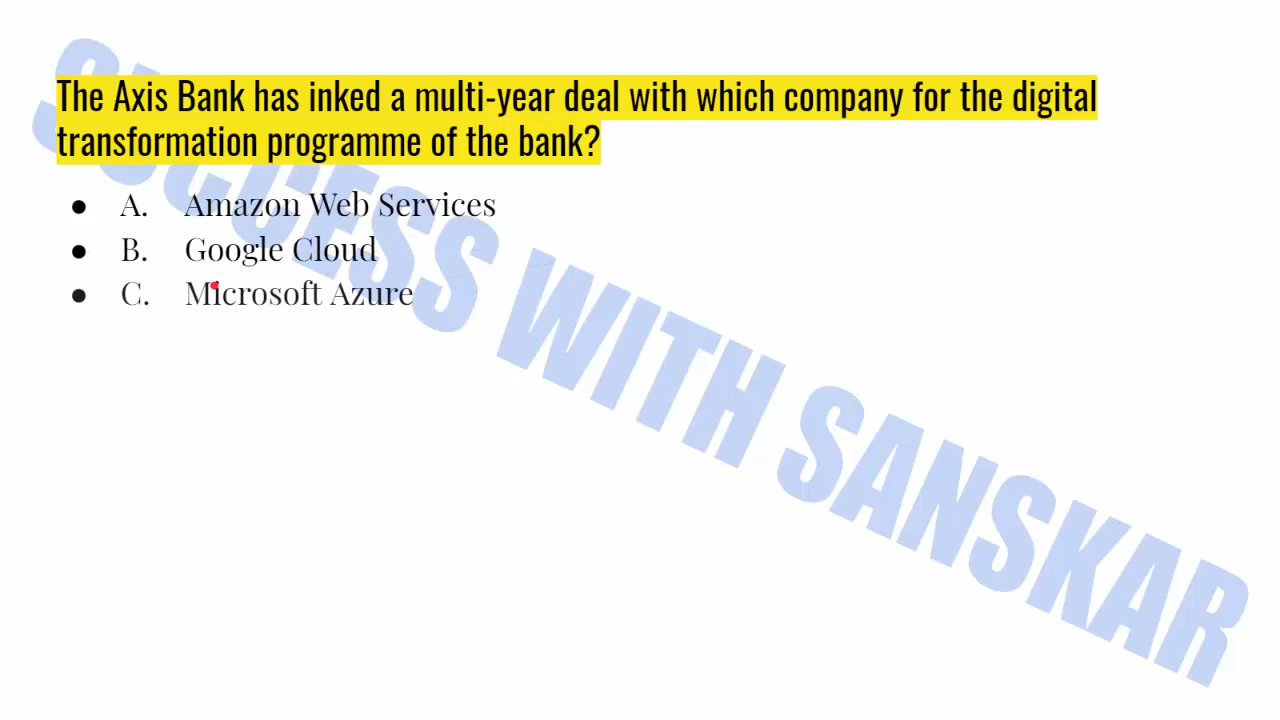 The Axis Bank has inked a multi-year deal with which company for the digital
transformation programme of the bank?
● A. Amazon Web Services
● B. Google Cloud
● C. Microsoft Azure
SUCCESS WITH SANSKAR